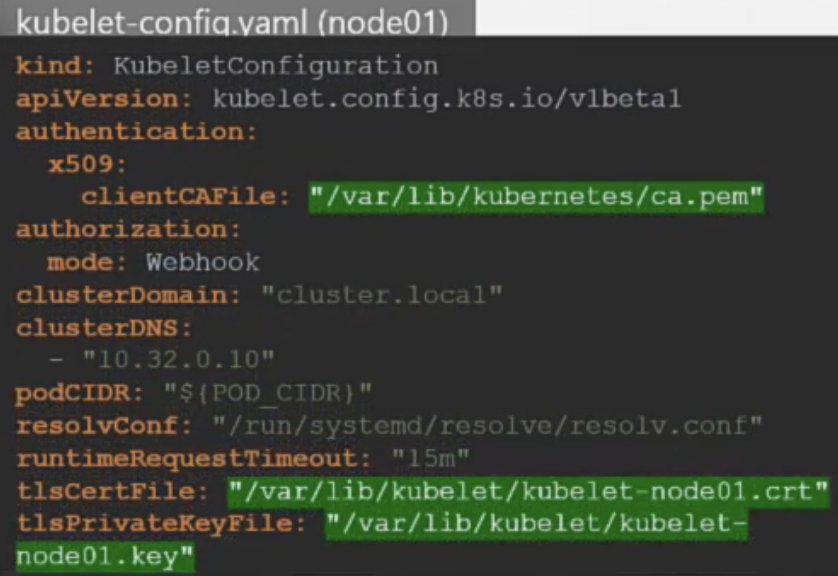 kubelet-config.yaml (node01)
kind: KubeletConfiguration
apiVersion: kubelet.config.k8s.io/v1beta1
authentication:
  x509:
    clientCAFile: "/var/lib/kubernetes/ca.pem"
authorization:
  mode: Webhook
clusterDomain: "cluster.local"
clusterDNS:
  - "10.32.0.10"
podCIDR: "${POD_CIDR}"
resolvConf: "/run/systemd/resolve/resolv.conf"
runtimeRequestTimeout: "15m"
tlsCertFile: "/var/lib/kubelet/kubelet-node01.crt"
tlsPrivateKeyFile: "/var/lib/kubelet/kubelet-
node01.key"